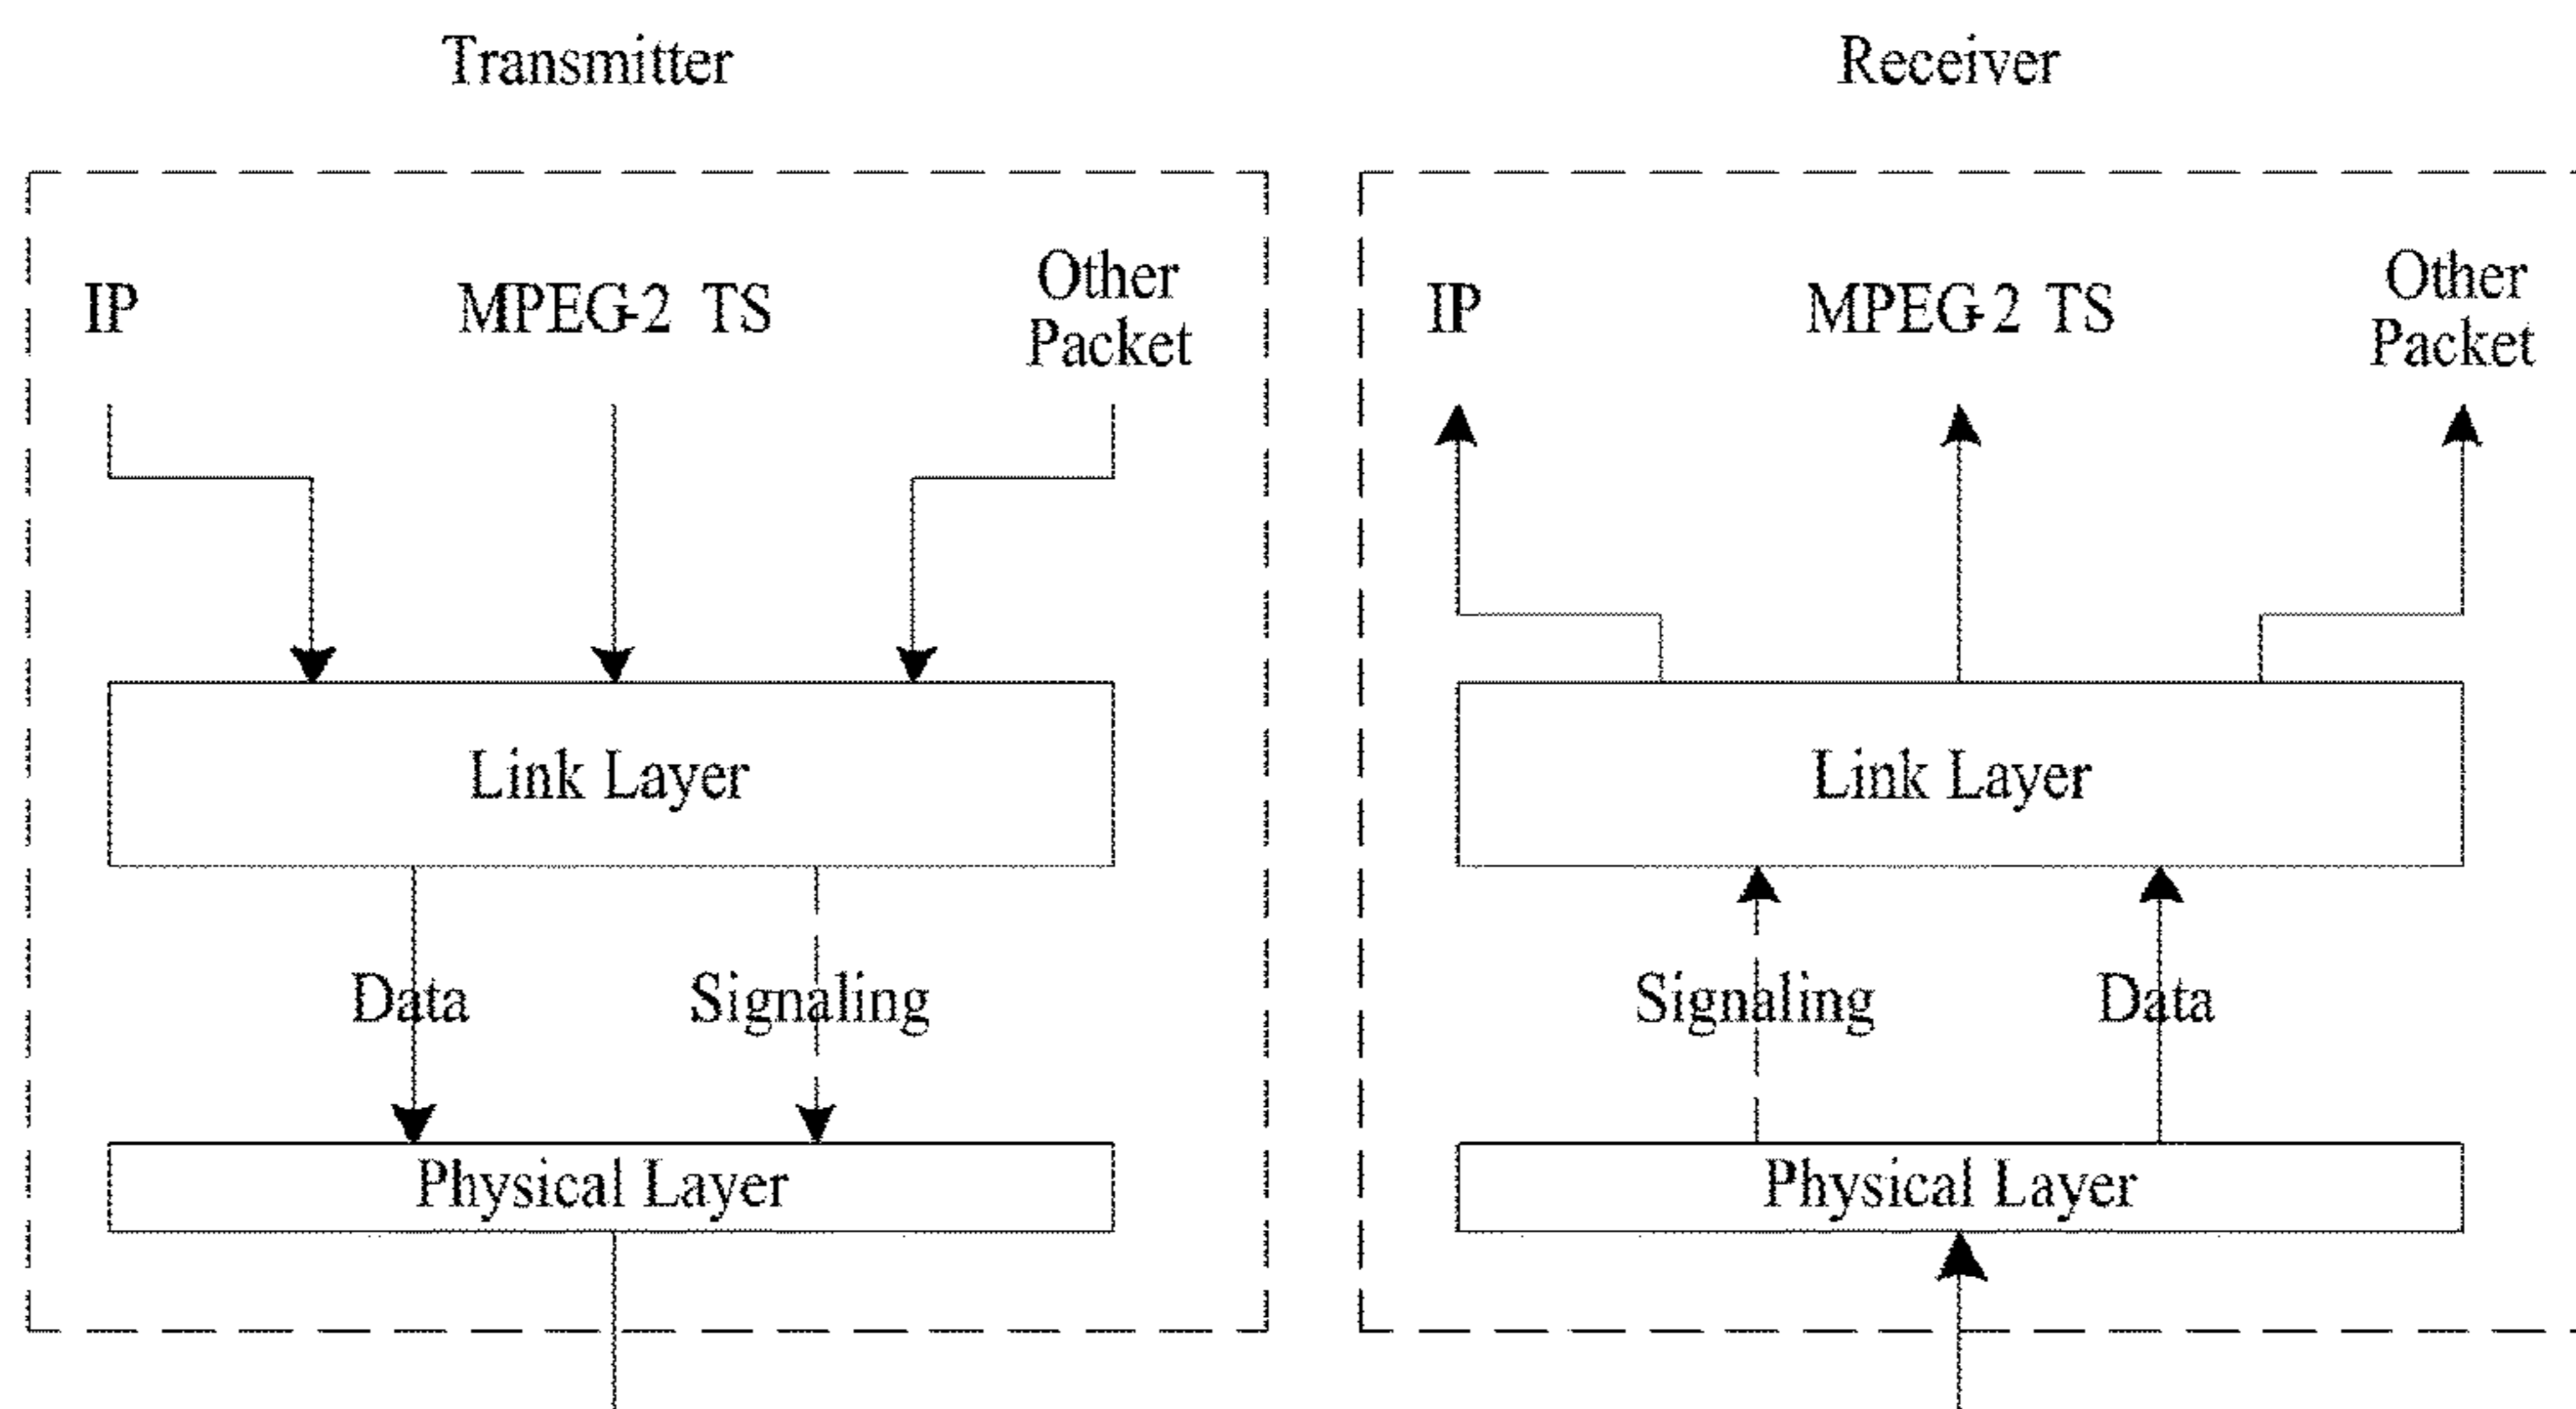 Transmitter
IP
MPEG-2 TS
Other
Packet
Link Layer
Data
Signaling
Physical Layer
Receiver
IP
MPEG-2 TS
Other
Packet
Link Layer
Signaling
Data
Physical Layer